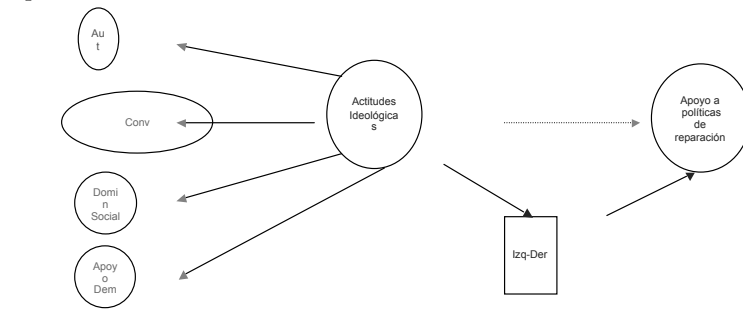 Au
t
Conv
Domi
n
Social
Apoy
o
Dem
Actitudes
Ideológica
s
Izq-Der
Apoyo a
políticas
de
reparación